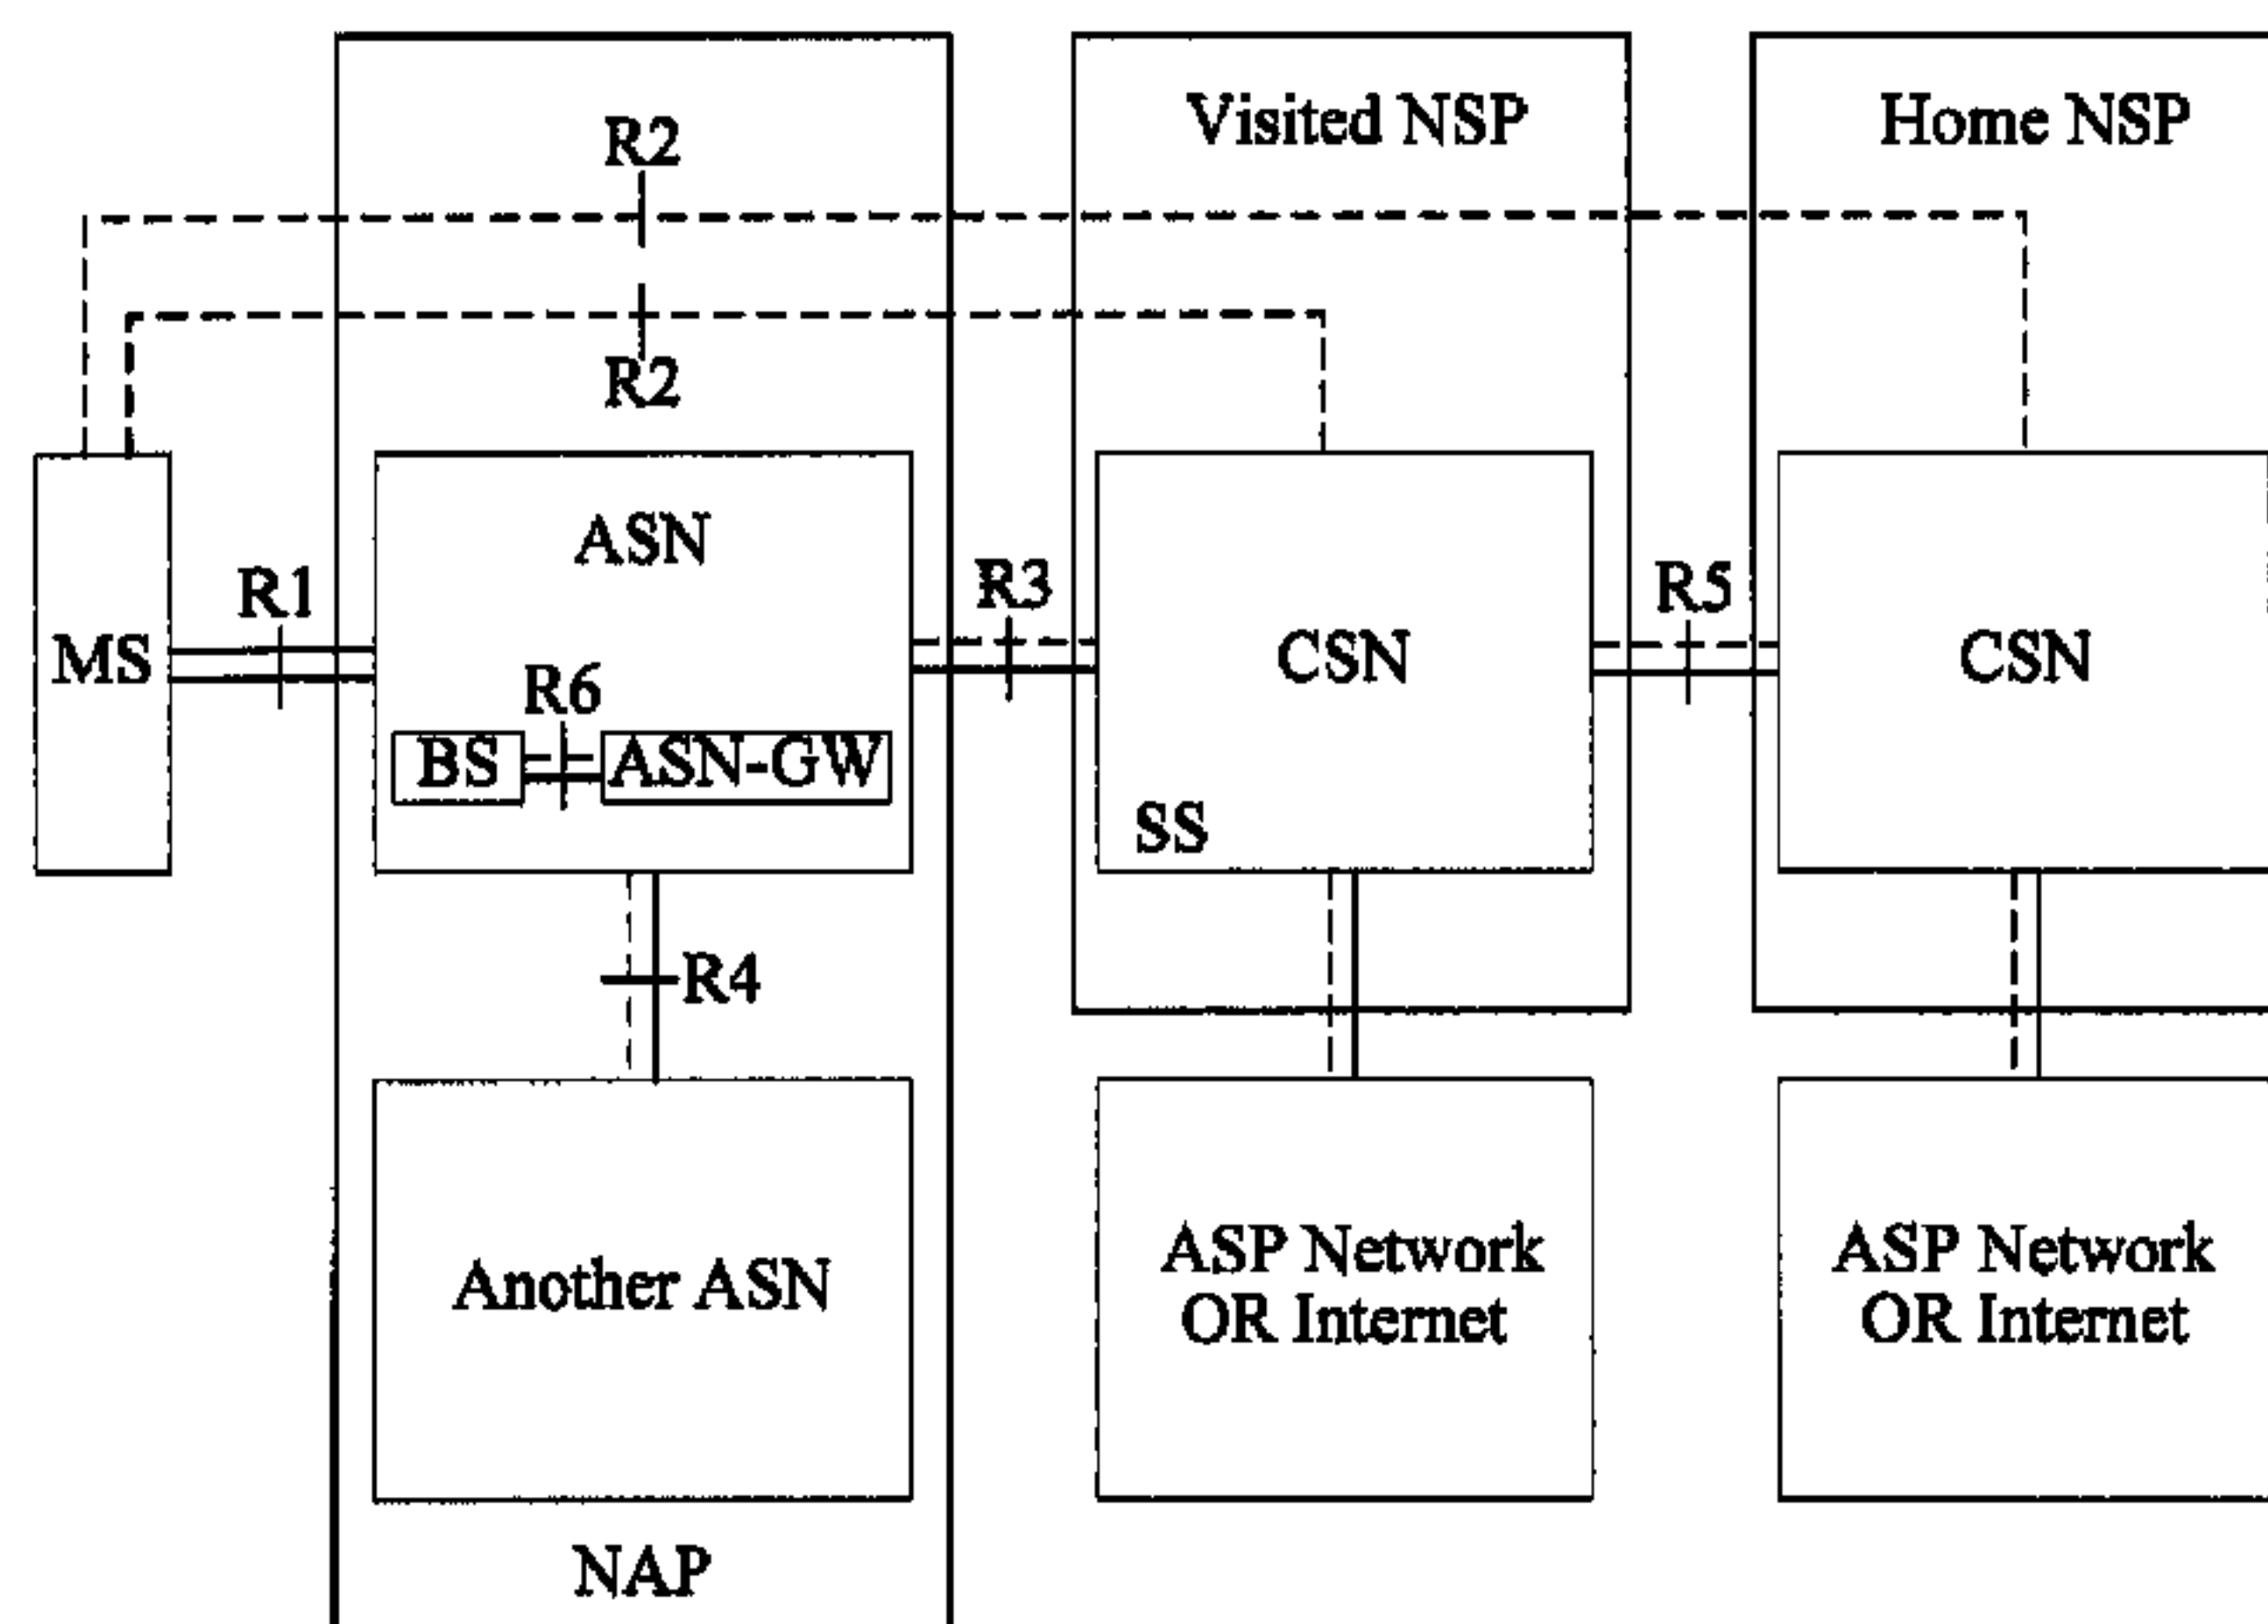 R2
Visited NSP
Home NSP
R2
ASN
R1
R3
R5
MS
CSN
CSN
R6
BS
ASN-GW
SS
R4
Another ASN
ASP Network
OR Internet
ASP Network
OR Internet
NAP